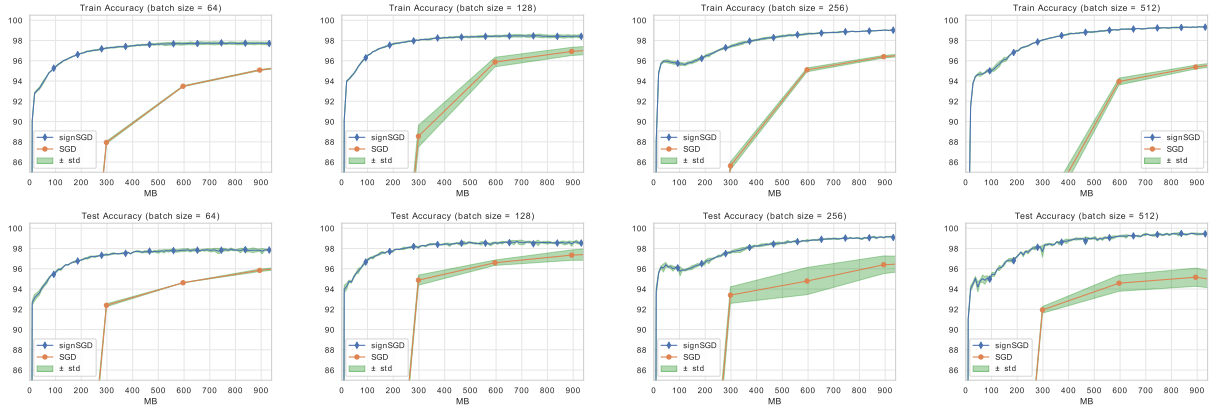 Train Accuracy (batch size = 64)
100
98
96
94
92
90
88
86
signSGD
SGD
± std
0 100 200 300 400 500 600 700 800 900
MB
Train Accuracy (batch size = 128)
100
98
96
94
92
90
88
86
signSGD
SGD
± std
0 100 200 300 400 500 600 700 800 900
MB
Train Accuracy (batch size = 256)
100
98
96
94
92
90
88
86
signSGD
SGD
± std
0 100 200 300 400 500 600 700 800 900
MB
Train Accuracy (batch size = 512)
100
98
96
94
92
90
88
86
signSGD
SGD
± std
0 100 200 300 400 500 600 700 800 900
MB
Test Accuracy (batch size = 64)
100
98
96
94
92
90
88
86
signSGD
SGD
± std
0 100 200 300 400 500 600 700 800 900
MB
Test Accuracy (batch size = 128)
100
98
96
94
92
90
88
86
signSGD
SGD
± std
0 100 200 300 400 500 600 700 800 900
MB
Test Accuracy (batch size = 256)
100
98
96
94
92
90
88
86
signSGD
SGD
± std
0 100 200 300 400 500 600 700 800 900
MB
Test Accuracy (batch size = 512)
100
98
96
94
92
90
88
86
signSGD
SGD
± std
0 100 200 300 400 500 600 700 800 900
MB